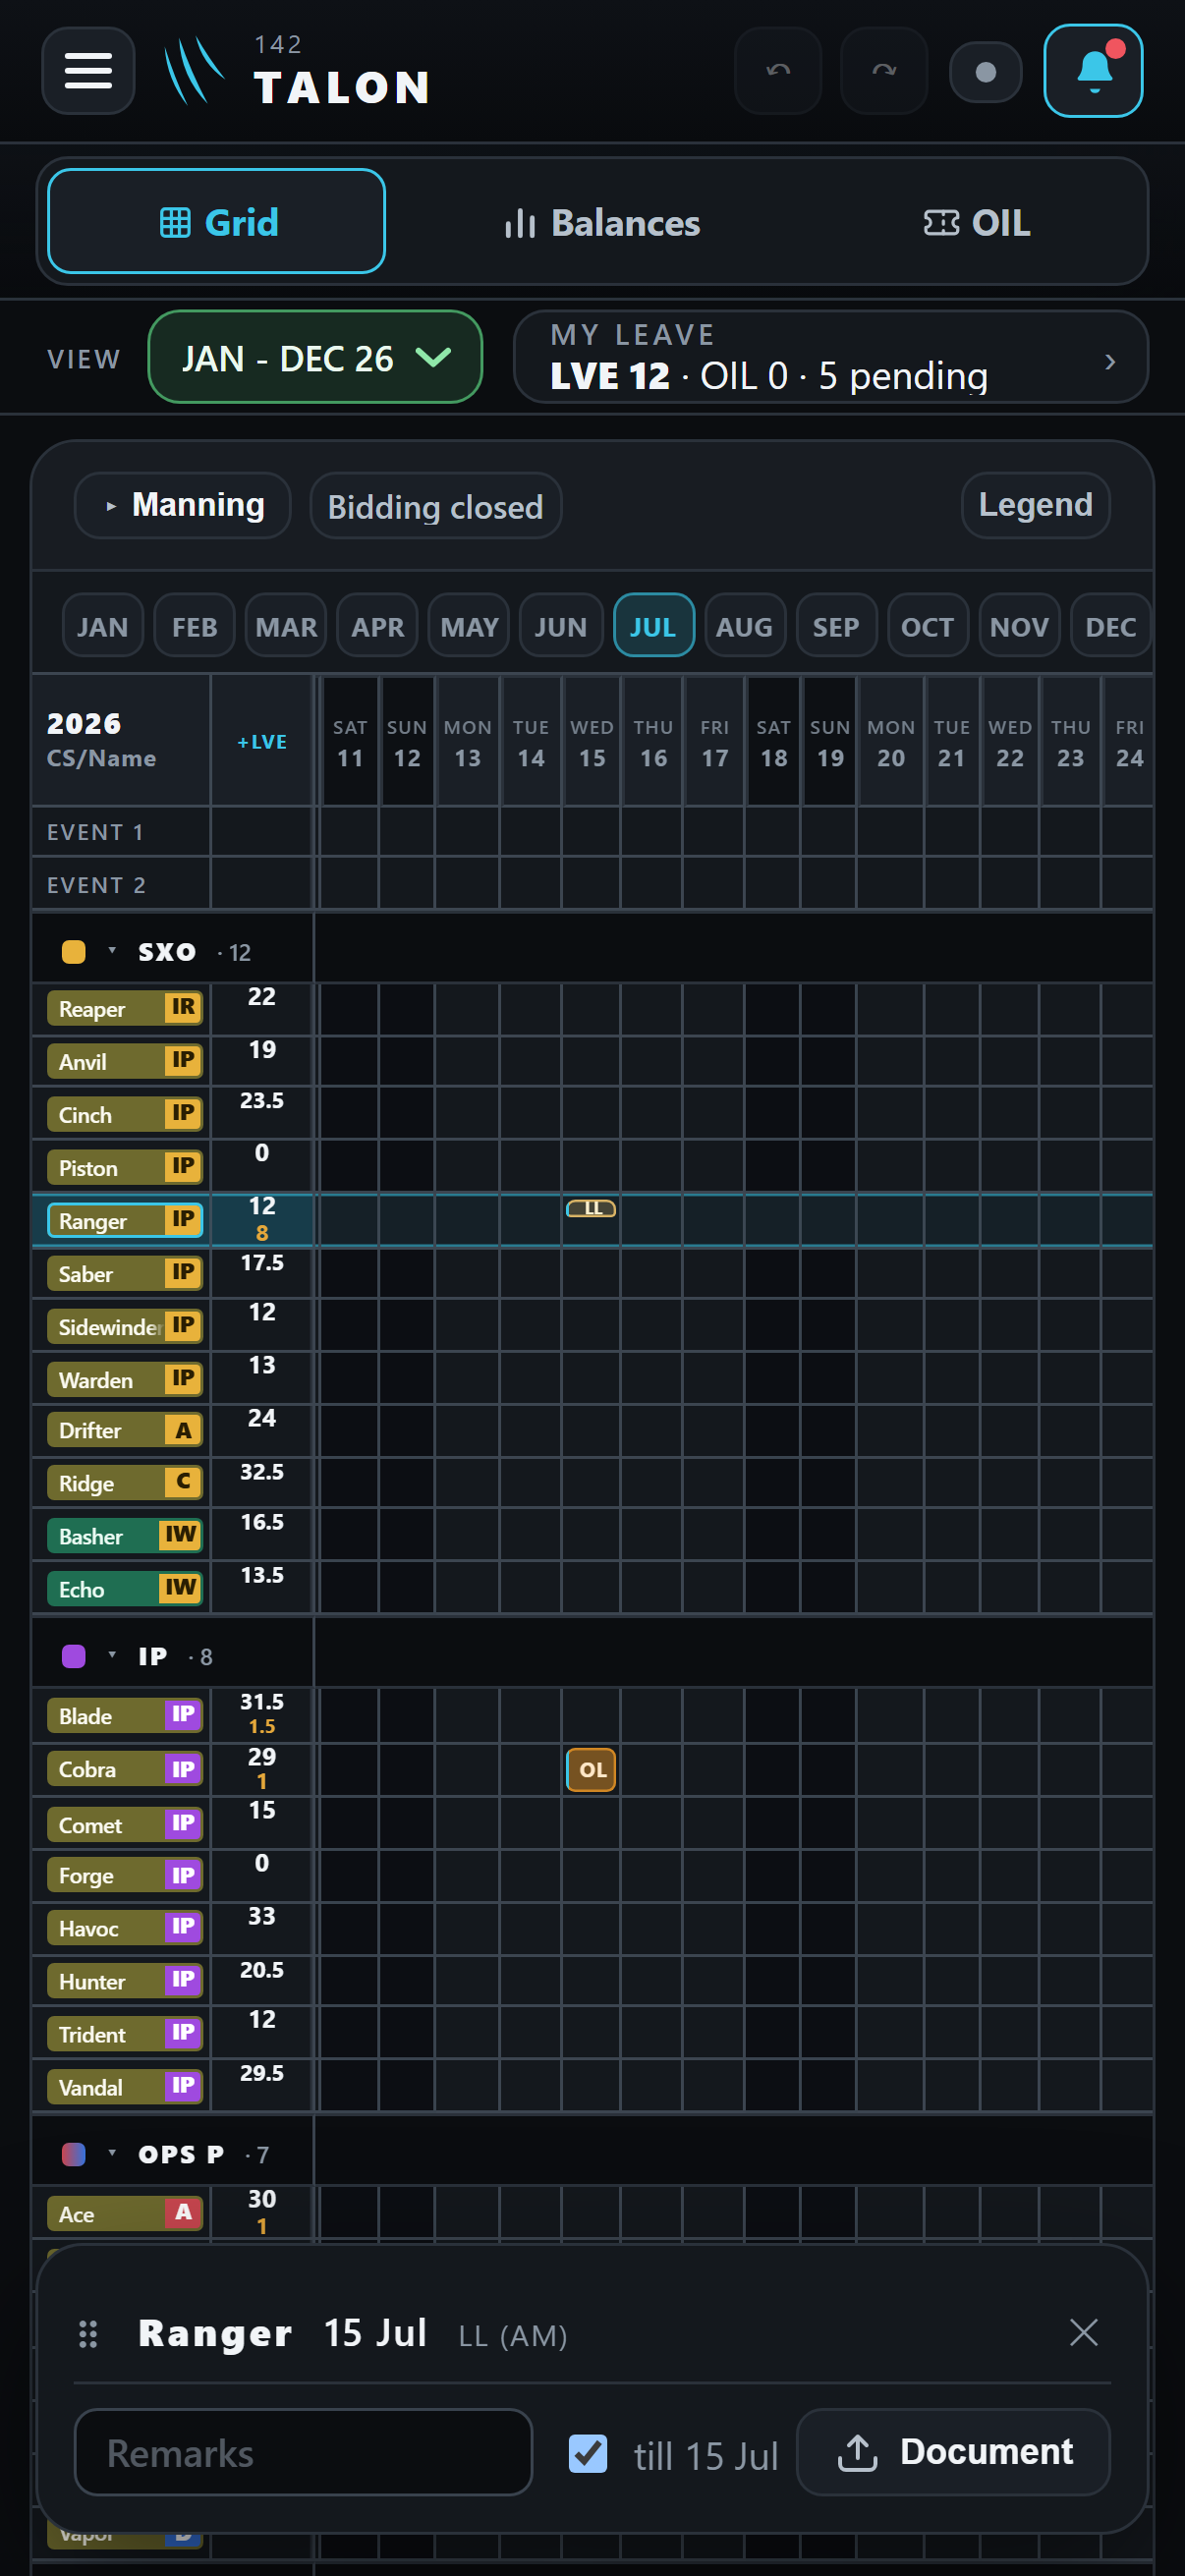 142
TALON
Grid
Balances
OIL
VIEW
JAN - DEC 26
MY LEAVE
LVE 12 · OIL 0 · 5 pending
Manning
Bidding closed
Legend
JAN FEB MAR APR MAY JUN JUL AUG SEP OCT NOV DEC
2026
CS/Name
+LVE
SAT 11
SUN 12
MON 13
TUE 14
WED 15
THU 16
FRI 17
SAT 18
SUN 19
MON 20
TUE 21
WED 22
THU 23
FRI 24
EVENT 1
EVENT 2
SXO · 12
Reaper IR 22
Anvil IP 19
Cinch IP 23.5
Piston IP 0
Ranger IP 12 8 LL
Saber IP 17.5
Sidewinder IP 12
Warden IP 13
Drifter A 24
Ridge C 32.5
Basher IW 16.5
Echo IW 13.5
IP · 8
Blade IP 31.5 1.5
Cobra IP 29 1 OL
Comet IP 15
Forge IP 0
Havoc IP 33
Hunter IP 20.5
Trident IP 12
Vandal IP 29.5
OPS P · 7
Ace A 30 1
Ranger 15 Jul LL (AM)
Remarks
till 15 Jul
Document